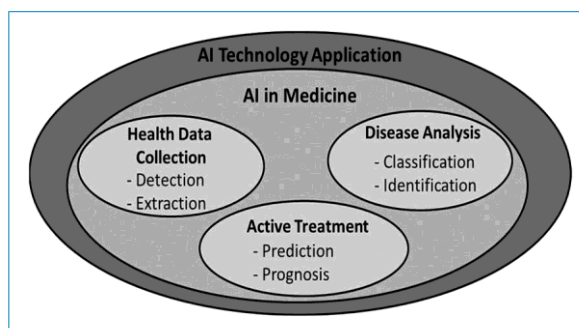 AI Technology Application
AI in Medicine
Health Data
Collection
- Detection
- Extraction
Disease Analysis
- Classification
- Identification
Active Treatment
- Prediction
- Prognosis